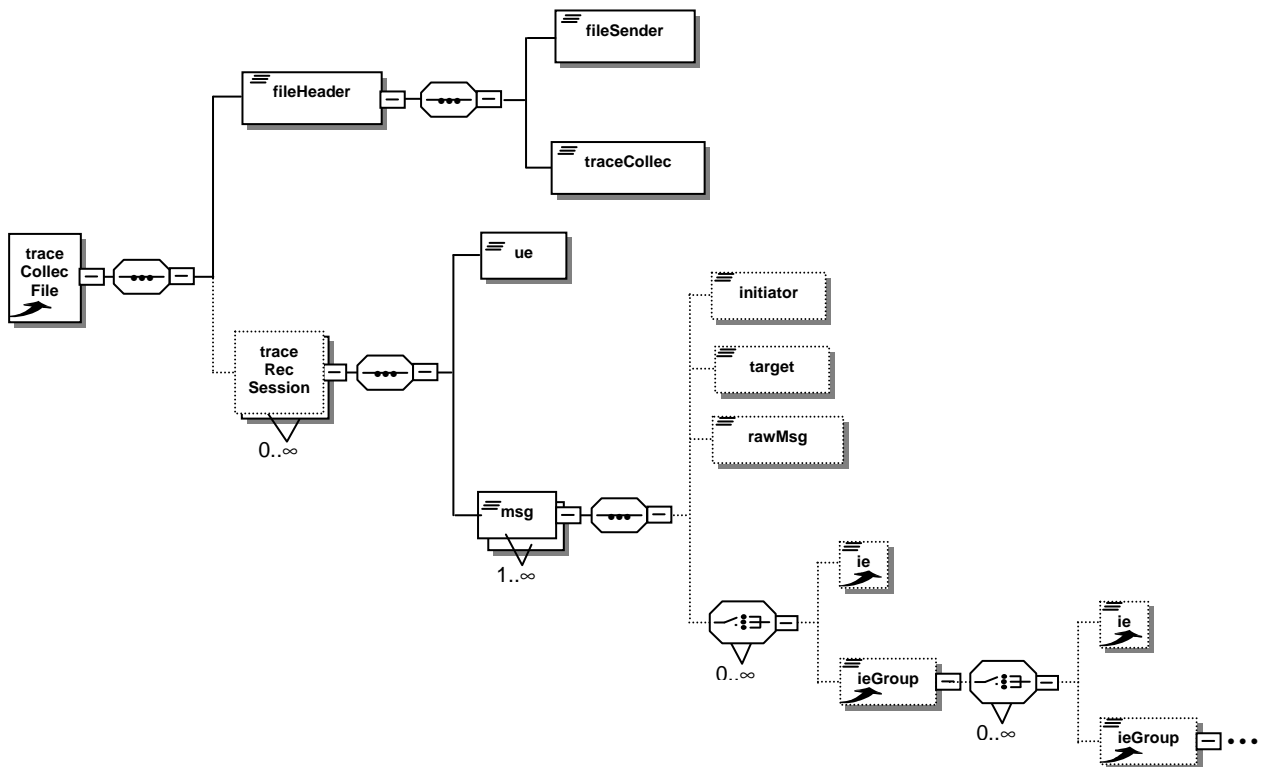 fileSender
fileHeader
traceCollec
trace
Collec
File
ue
initiator
trace
Rec
Session
target
0..∞
rawMsg
msg
1..∞
ie
ie
0..∞
ieGroup
0..∞
ieGroup